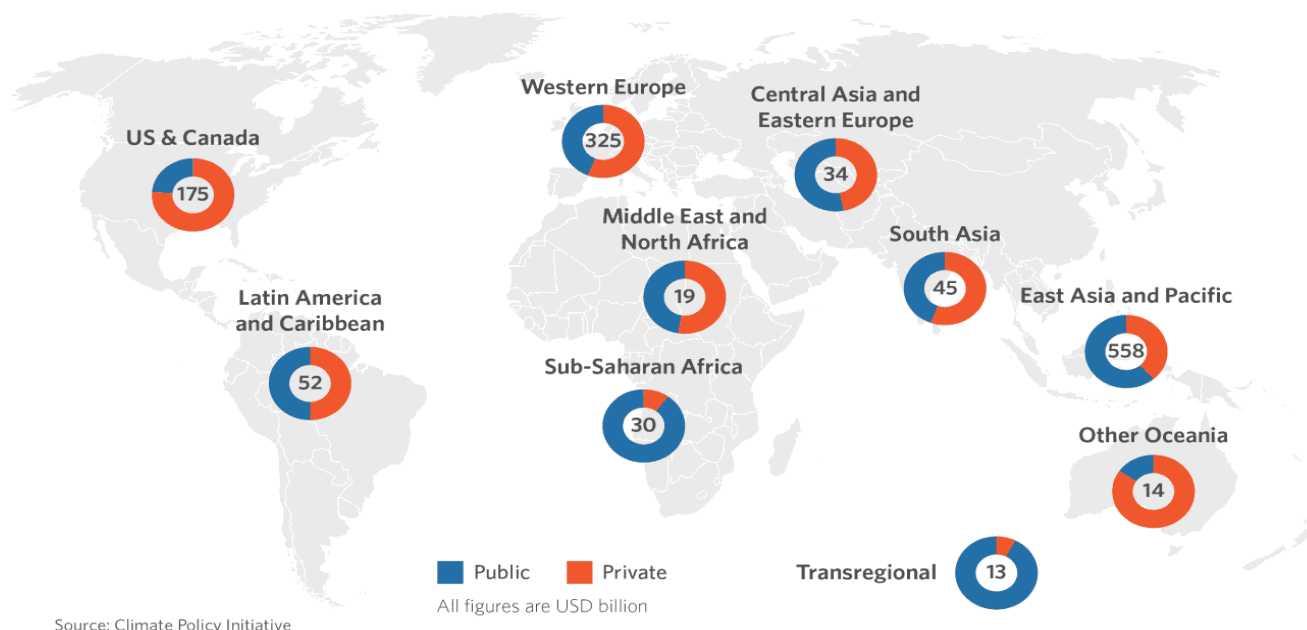 Western Europe
325
Central Asia and
Eastern Europe
34
US & Canada
175
Middle East and
North Africa
19
South Asia
45
Latin America
and Caribbean
52
East Asia and Pacific
558
Sub-Saharan Africa
30
Other Oceania
14
Transregional
13
Public
Private
All figures are USD billion
Source: Climate Policy Initiative